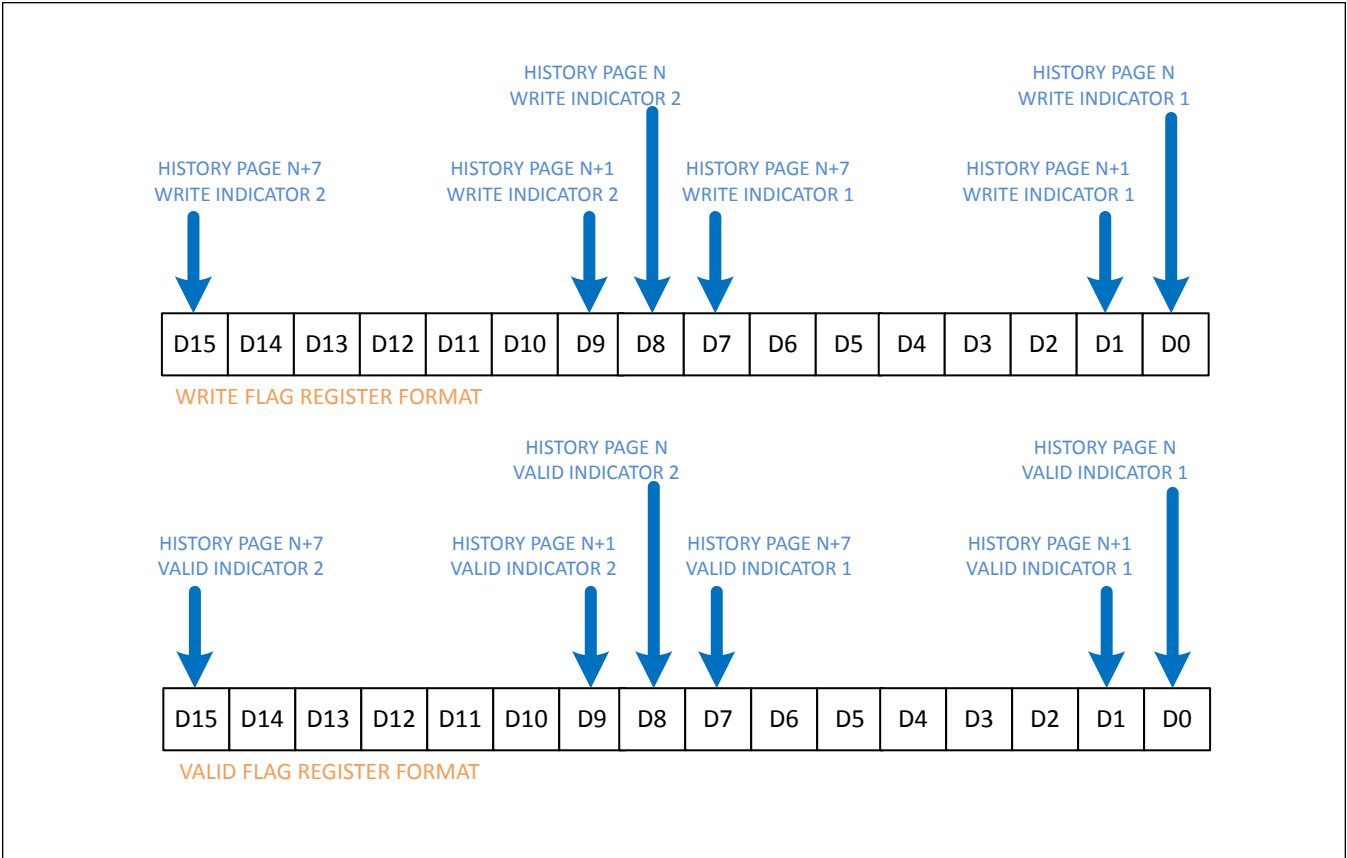 HISTORY PAGE N
WRITE INDICATOR 2
HISTORY PAGE N
WRITE INDICATOR 1
HISTORY PAGE N+7
WRITE INDICATOR 2
HISTORY PAGE N+1
WRITE INDICATOR 2
HISTORY PAGE N+7
WRITE INDICATOR 1
HISTORY PAGE N+1
WRITE INDICATOR 1
D15 D14 D13 D12 D11 D10 D9 D8 D7 D6 D5 D4 D3 D2 D1 D0
WRITE FLAG REGISTER FORMAT
HISTORY PAGE N
VALID INDICATOR 2
HISTORY PAGE N
VALID INDICATOR 1
HISTORY PAGE N+7
VALID INDICATOR 2
HISTORY PAGE N+1
VALID INDICATOR 2
HISTORY PAGE N+7
VALID INDICATOR 1
HISTORY PAGE N+1
VALID INDICATOR 1
D15 D14 D13 D12 D11 D10 D9 D8 D7 D6 D5 D4 D3 D2 D1 D0
VALID FLAG REGISTER FORMAT